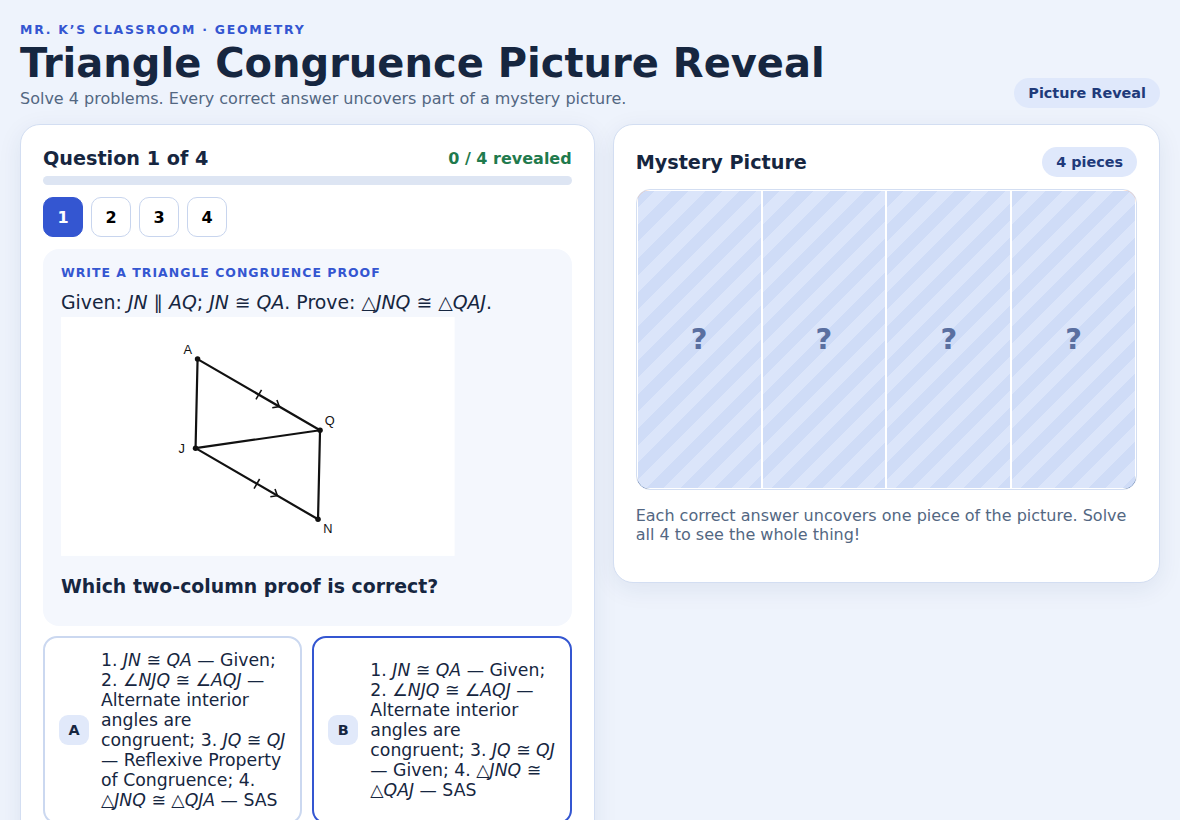 MR. K’S CLASSROOM · GEOMETRY
Triangle Congruence Picture Reveal
Solve 4 problems. Every correct answer uncovers part of a mystery picture.
Picture Reveal
Question 1 of 4
0 / 4 revealed
1
2
3
4
WRITE A TRIANGLE CONGRUENCE PROOF
Given: JN ∥ AQ; JN ≅ QA. Prove: △JNQ ≅ △QAJ.
A
Q
J
N
Which two-column proof is correct?
A
1. JN ≅ QA — Given;
2. ∠NJQ ≅ ∠AQJ —
Alternate interior
angles are
congruent; 3. JQ ≅ QJ
— Reflexive Property
of Congruence; 4.
△JNQ ≅ △QJA — SAS
B
1. JN ≅ QA — Given;
2. ∠NJQ ≅ ∠AQJ —
Alternate interior
angles are
congruent; 3. JQ ≅ QJ
— Given; 4. △JNQ ≅
△QAJ — SAS
Mystery Picture
4 pieces
?
?
?
?
Each correct answer uncovers one piece of the picture. Solve
all 4 to see the whole thing!